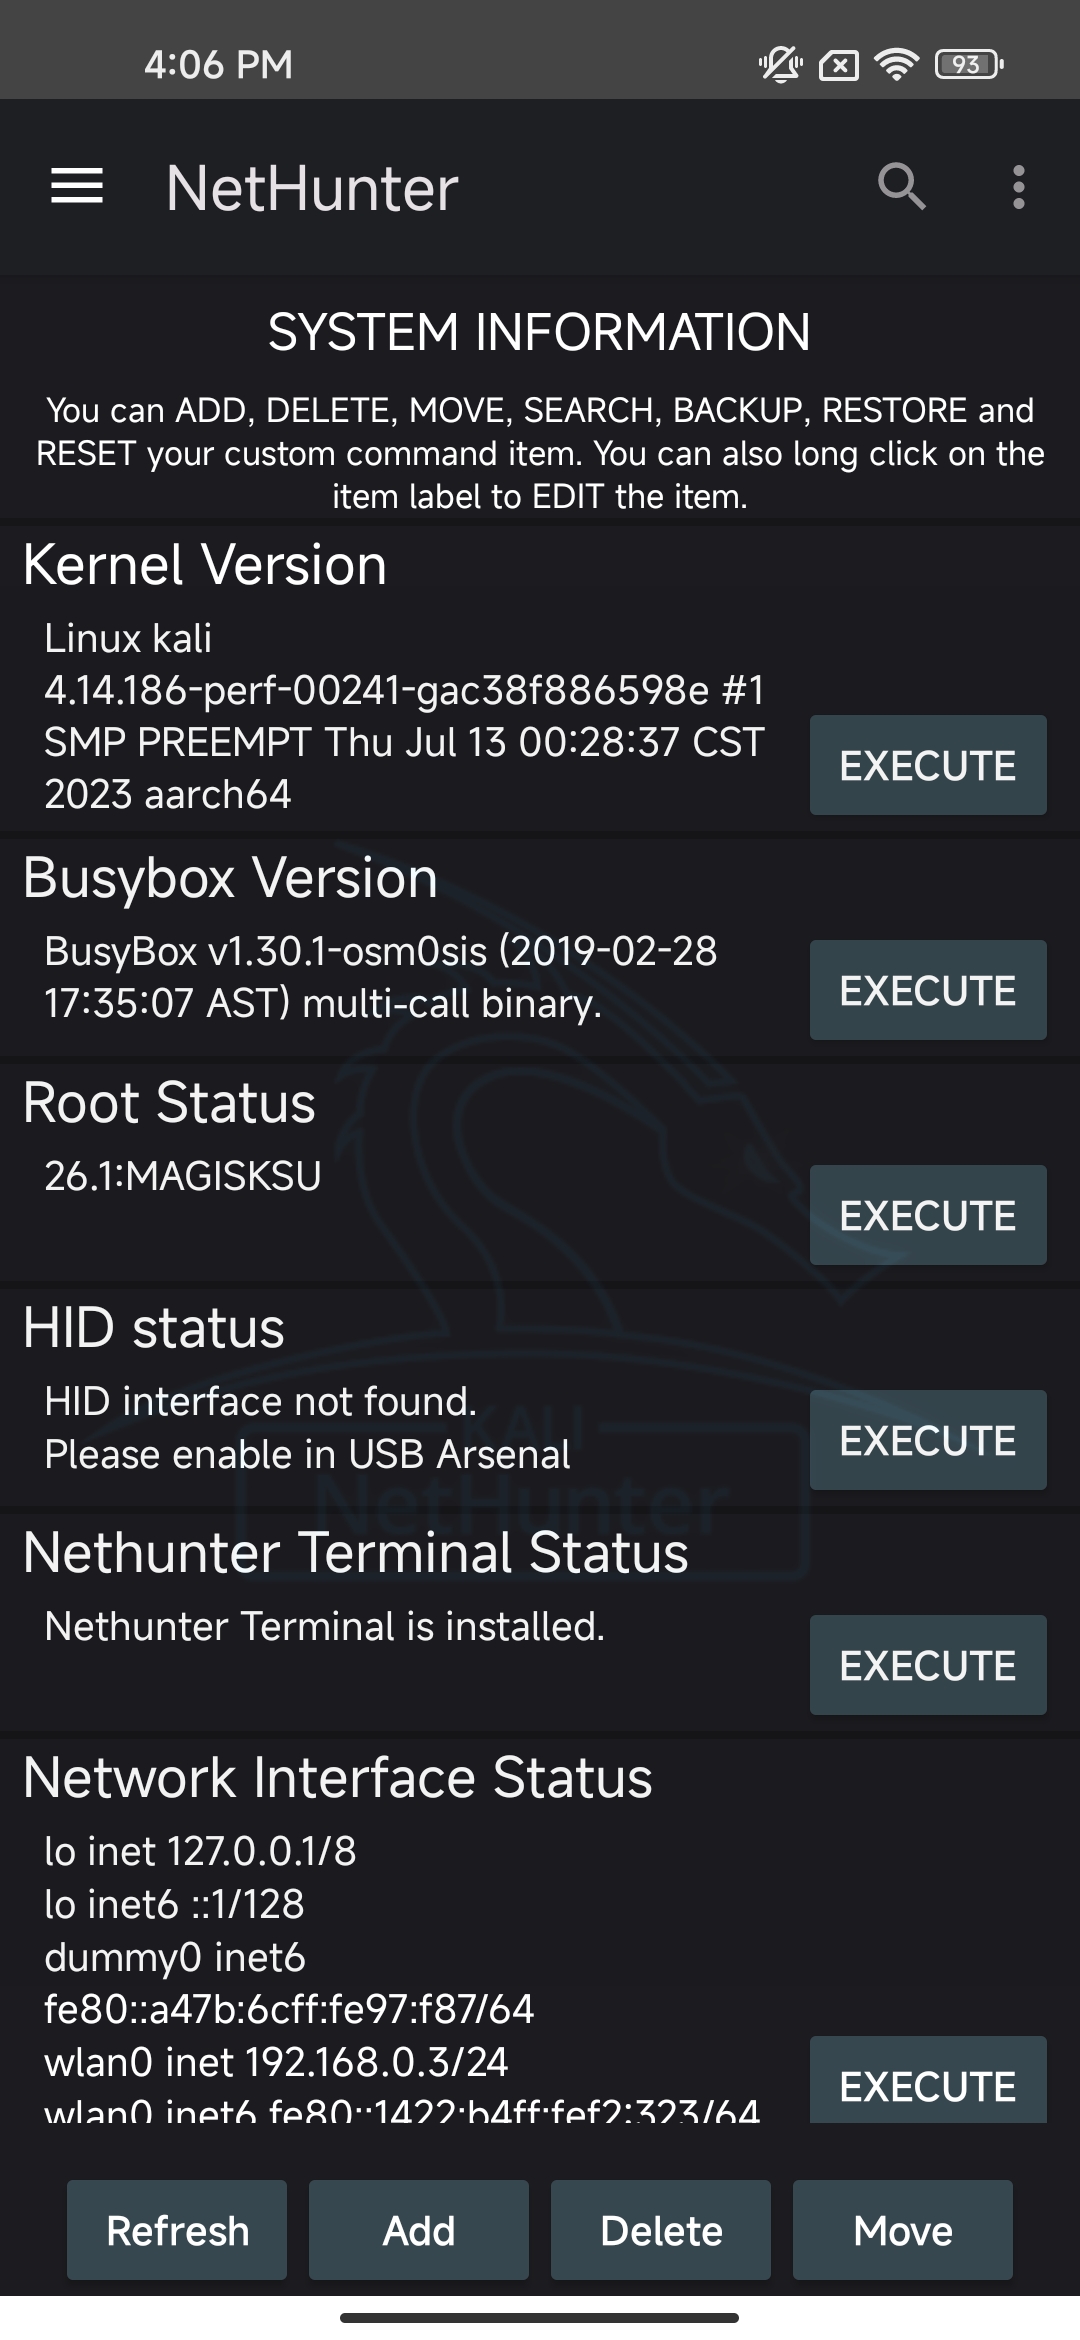 4:06 PM
93
NetHunter
SYSTEM INFORMATION
You can ADD, DELETE, MOVE, SEARCH, BACKUP, RESTORE and
RESET your custom command item. You can also long click on the
item label to EDIT the item.
Kernel Version
Linux kali
4.14.186-perf-00241-gac38f886598e #1
SMP PREEMPT Thu Jul 13 00:28:37 CST
2023 aarch64
EXECUTE
Busybox Version
BusyBox v1.30.1-osm0sis (2019-02-28
17:35:07 AST) multi-call binary.
EXECUTE
Root Status
26.1:MAGISKSU
EXECUTE
HID status
HID interface not found.
Please enable in USB Arsenal
EXECUTE
KALI
NetHunter
Nethunter Terminal Status
Nethunter Terminal is installed.
EXECUTE
Network Interface Status
lo inet 127.0.0.1/8
lo inet6 ::1/128
dummy0 inet6
fe80::a47b:6cff:fe97:f87/64
wlan0 inet 192.168.0.3/24
wlan0 inet6 fe80::1422:b4ff:fef2:323/64
EXECUTE
Refresh
Add
Delete
Move